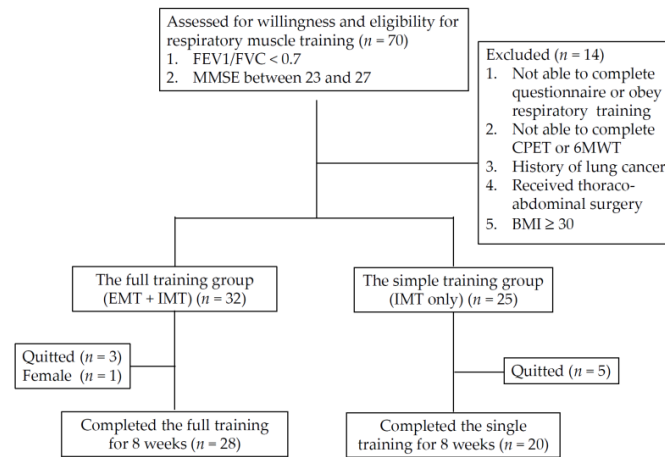 Assessed for willingness and eligibility for
respiratory muscle training (n = 70)
1. FEV1/FVC < 0.7
2. MMSE between 23 and 27
Excluded (n = 14)
1. Not able to complete
questionnaire or obey
respiratory training
2. Not able to complete
CPET or 6MWT
3. History of lung cancer
4. Received thoraco-
abdominal surgery
5. BMI ≥ 30
The full training group
(EMT + IMT) (n = 32)
The simple training group
(IMT only) (n = 25)
Quitted (n = 3)
Female (n = 1)
Quitted (n = 5)
Completed the full training
for 8 weeks (n = 28)
Completed the single
training for 8 weeks (n = 20)